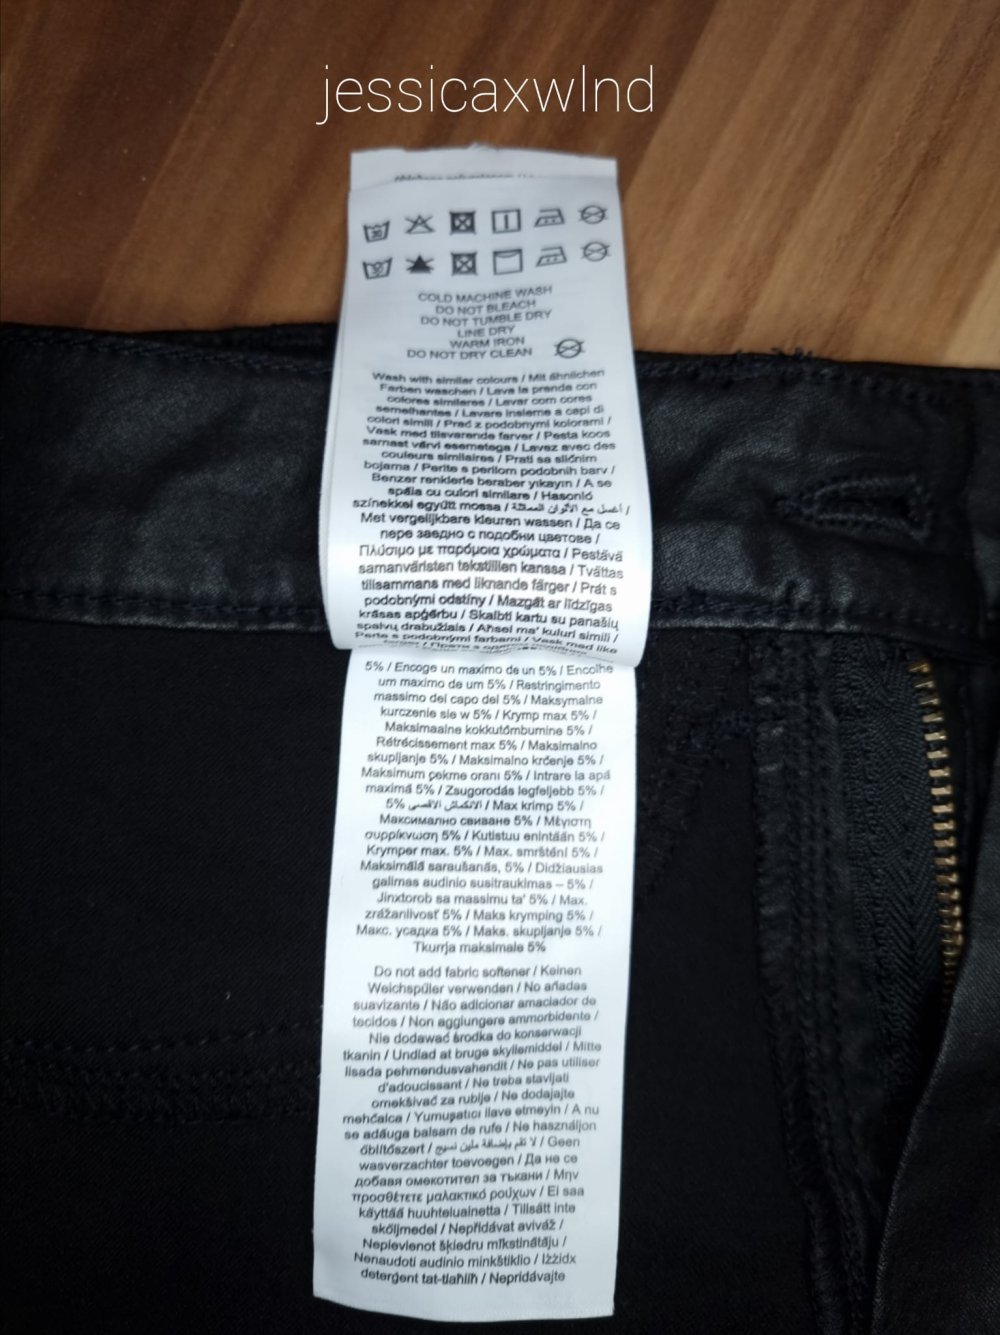 jessicaxwlnd
COLD MACHINE WASH
DO NOT BLEACH
DO NOT TUMBLE DRY
LINE DRY
WARM IRON
DO NOT DRY CLEAN
Wash with similar colours / Mit ähnlichen
Farben waschen / Lava la prenda con
colores similares / Lavar com cores
semelhantes / Lavare insieme a capi di
colori simili / Prać z podobnymi kolorami /
Vask med tilsvarende farver / Pesta koos
sarnast värvi esemetega / Lavez avec des
couleurs similaires / Prati sa sličnim
bojama / Perite s perilom podobnih barv /
Benzer renklerle beraber yıkayın / A se
spăla cu culori similare / Hasonló
színekkel együtt mossa / اغسل مع الألوان المماثلة /
Met vergelijkbare kleuren wassen / Да се
пере заедно с подобни цветове /
Πλύσιμο με παρόμοια χρώματα / Pestävä
samanväristen tekstiilien kanssa / Tvättas
tillsammans med liknande färger / Prát s
podobnými odstíny / Mazgāt ar līdzīgas
krāsas apģērbu / Skalbti kartu su panašių
spalvų drabužiais / Aħsel ma' kuluri simili /
Perte s podobnými farbami / Vask med like
5% / Encoge un maximo de un 5% / Encolhe
um maximo de um 5% / Restringimento
massimo del capo del 5% / Maksymalne
kurczenie sie w 5% / Krymp max 5% /
Maksimaalne kokkutõmbumine 5% /
Rétrécissement max 5% / Maksimalno
skupljanje 5% / Maksimalno krčenje 5% /
Maksimum çekme oranı 5% / Intrare la apă
maximă 5% / Zsugorodás legfeljebb 5% /
الانكماش الاقصى 5% / Max krimp 5% /
Максимално свиване 5% / Μέγιστη
συρρίκνωση 5% / Kutistuu enintään 5% /
Krymper max. 5% / Max. smrštění 5% /
Maksimālā saraušanās, 5% / Didžiausias
galimas audinio susitraukimas – 5% /
Jinxtorob sa massimu ta' 5% / Max.
zrážanlivosť 5% / Maks krymping 5% /
Макс. усадка 5% / Maks. skupljanje 5% /
Tkurrja maksimale 5%
Do not add fabric softener / Keinen
Weichspüler verwenden / No añadas
suavizante / Não adicionar amaciador de
tecidos / Non aggiungere ammorbidente /
Nie dodawać środka do konserwacji
tkanin / Undlad at bruge skyllemiddel / Mitte
lisada pehmendusvahendit / Ne pas utiliser
d'adoucissant / Ne treba stavljati
omekšivač za rublje / Ne dodajajte
mehčalca / Yumuşatıcı ilave etmeyin / A nu
se adăuga balsam de rufe / Ne használjon
öblítőszert / لا تقم بإضافة ملين نسيج / Geen
wasverzachter toevoegen / Да не се
добавя омекотител за тъкани / Μην
προσθέτετε μαλακτικό ρούχων / Ei saa
käyttää huuhteluainetta / Tillsätt inte
sköljmedel / Nepřidávat aviváž /
Nepievienot šķiedru mīkstinātāju /
Nenaudoti audinio minkštiklio / Iżżidx
detergent tat-tlaħliħ / Nepridávajte